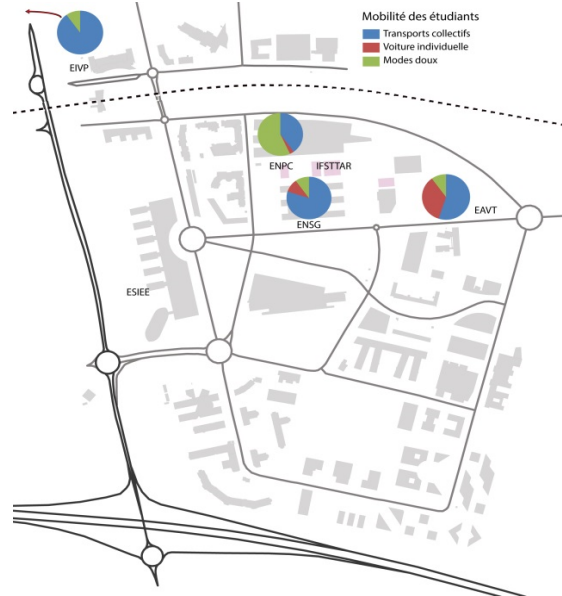 Mobilité des étudiants
Transports collectifs
Voiture individuelle
Modes doux
EIVP
ENPC
IFSTTAR
ENSG
EAVT
ESIEE